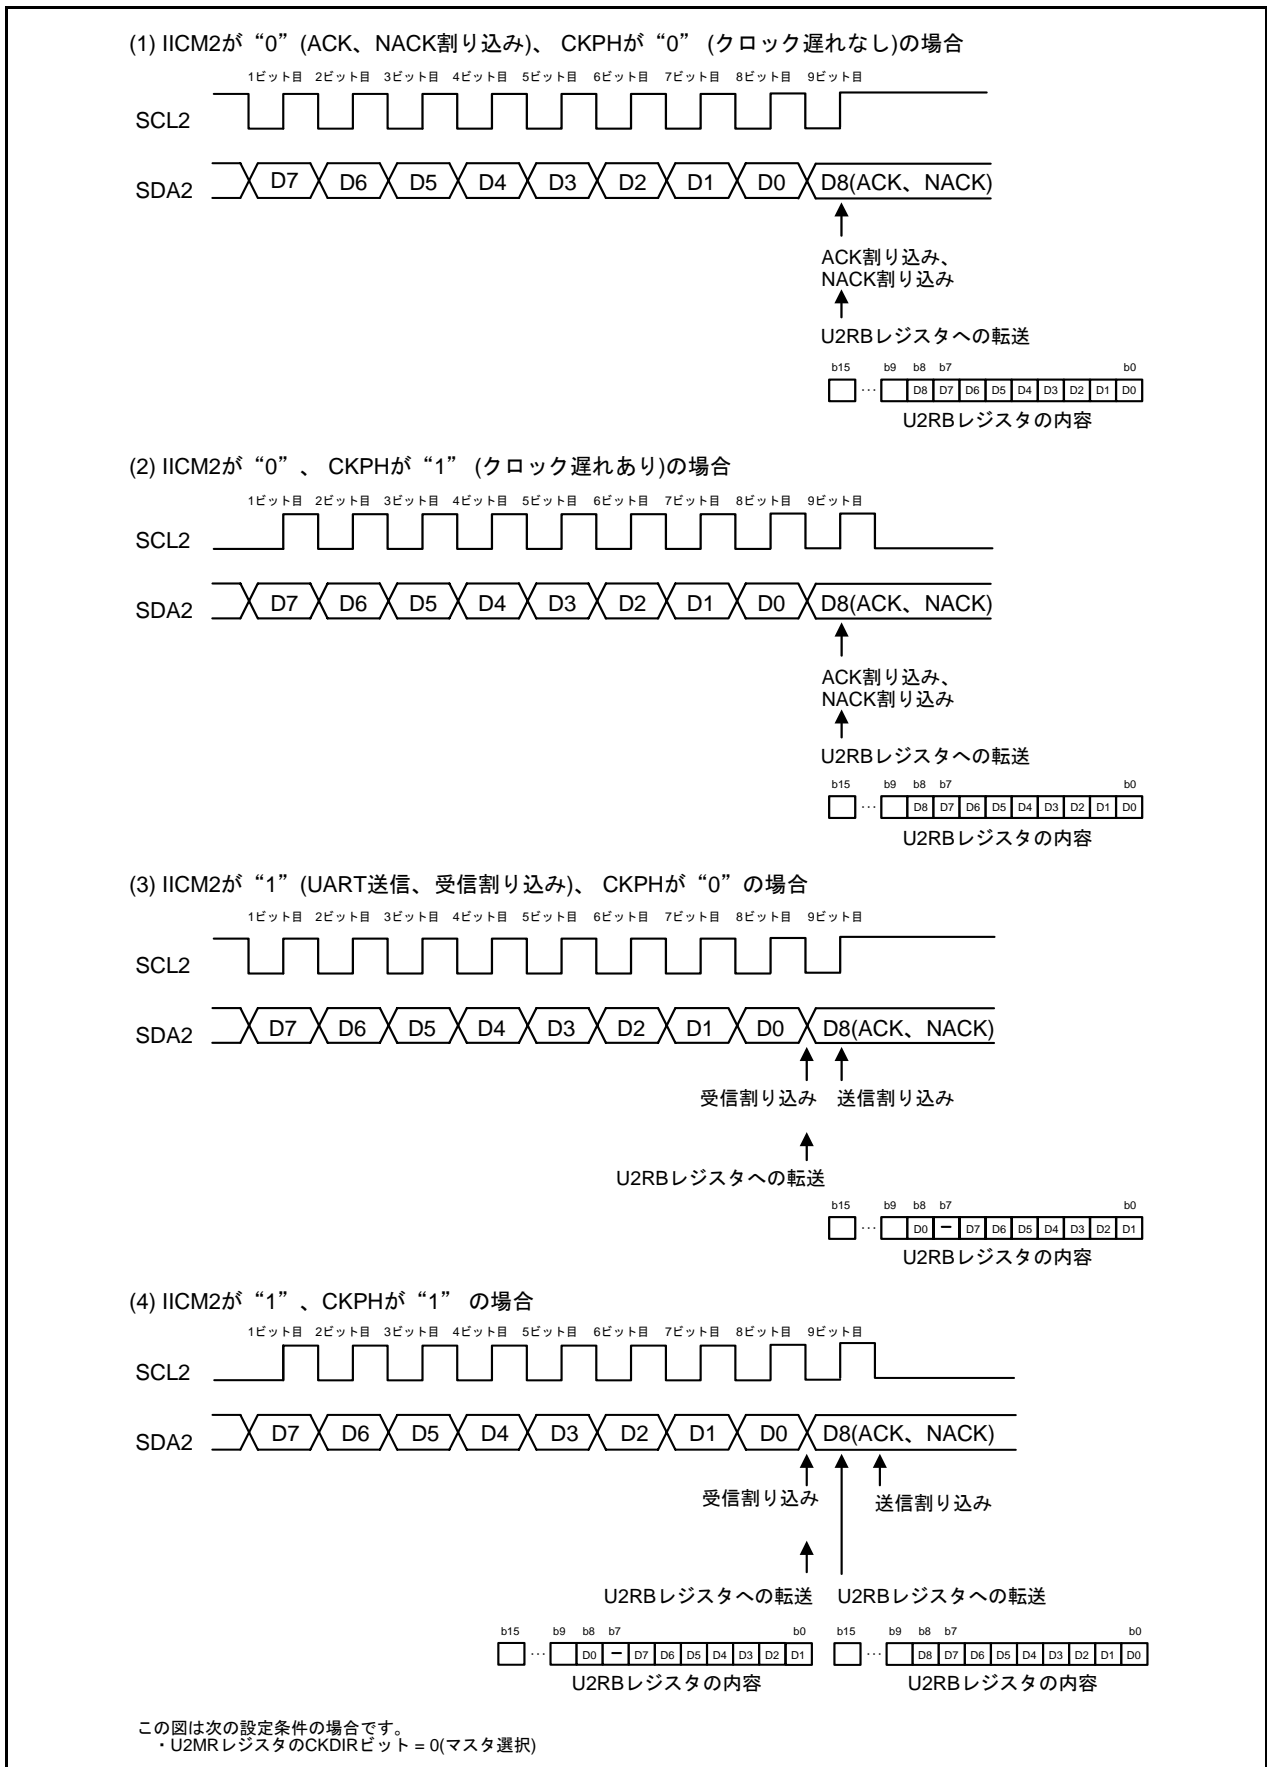 (1) IICM2が“0”(ACK、NACK割り込み)、 CKPHが“0” (クロック遅れなし)の場合
1ビット目 2ビット目 3ビット目 4ビット目 5ビット目 6ビット目 7ビット目 8ビット目 9ビット目
SCL2
SDA2 D7 D6 D5 D4 D3 D2 D1 D0 D8(ACK、NACK)
ACK割り込み、
NACK割り込み
U2RBレジスタへの転送
b15 b9 b8 b7 b0
… D8 D7 D6 D5 D4 D3 D2 D1 D0
U2RBレジスタの内容
(2) IICM2が“0”、 CKPHが“1” (クロック遅れあり)の場合
1ビット目 2ビット目 3ビット目 4ビット目 5ビット目 6ビット目 7ビット目 8ビット目 9ビット目
SCL2
SDA2 D7 D6 D5 D4 D3 D2 D1 D0 D8(ACK、NACK)
ACK割り込み、
NACK割り込み
U2RBレジスタへの転送
b15 b9 b8 b7 b0
… D8 D7 D6 D5 D4 D3 D2 D1 D0
U2RBレジスタの内容
(3) IICM2が“1”(UART送信、受信割り込み)、 CKPHが“0”の場合
1ビット目 2ビット目 3ビット目 4ビット目 5ビット目 6ビット目 7ビット目 8ビット目 9ビット目
SCL2
SDA2 D7 D6 D5 D4 D3 D2 D1 D0 D8(ACK、NACK)
受信割り込み 送信割り込み
U2RBレジスタへの転送
b15 b9 b8 b7 b0
… D0 − D7 D6 D5 D4 D3 D2 D1
U2RBレジスタの内容
(4) IICM2が“1”、CKPHが“1” の場合
1ビット目 2ビット目 3ビット目 4ビット目 5ビット目 6ビット目 7ビット目 8ビット目 9ビット目
SCL2
SDA2 D7 D6 D5 D4 D3 D2 D1 D0 D8(ACK、NACK)
受信割り込み 送信割り込み
U2RBレジスタへの転送 U2RBレジスタへの転送
b15 b9 b8 b7 b0 b15 b9 b8 b7 b0
… D0 − D7 D6 D5 D4 D3 D2 D1 … D8 D7 D6 D5 D4 D3 D2 D1 D0
U2RBレジスタの内容 U2RBレジスタの内容
この図は次の設定条件の場合です。
・U2MRレジスタのCKDIRビット = 0(マスタ選択)